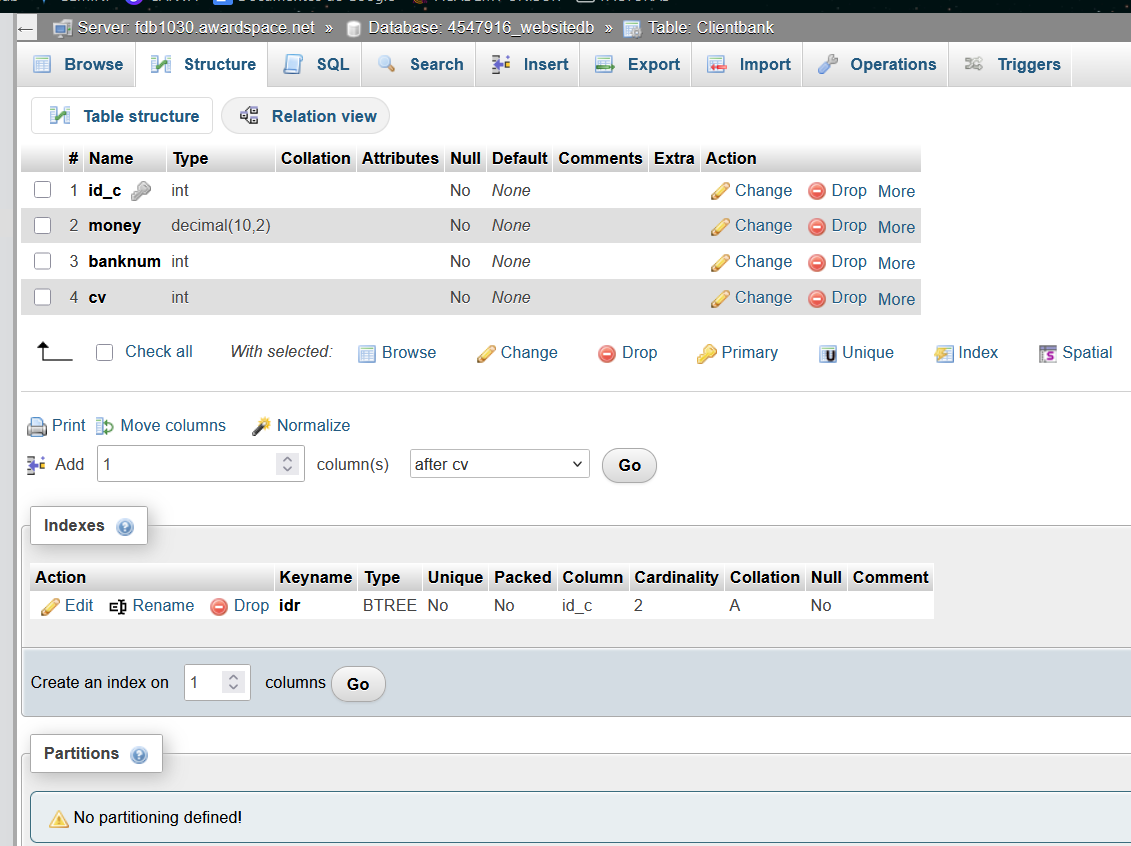 Server: fdb1030.awardspace.net » Database: 4547916_websitedb » Table: Clientbank
Browse Structure SQL Search Insert Export Import Operations Triggers
Table structure Relation view
# Name Type Collation Attributes Null Default Comments Extra Action
1 id_c int No None Change Drop More
2 money decimal(10,2) No None Change Drop More
3 banknum int No None Change Drop More
4 cv int No None Change Drop More
Check all With selected: Browse Change Drop Primary Unique Index Spatial
Print Move columns Normalize
Add 1 column(s) after cv Go
Indexes
Action Keyname Type Unique Packed Column Cardinality Collation Null Comment
Edit Rename Drop idr BTREE No No id_c 2 A No
Create an index on 1 columns Go
Partitions
No partitioning defined!